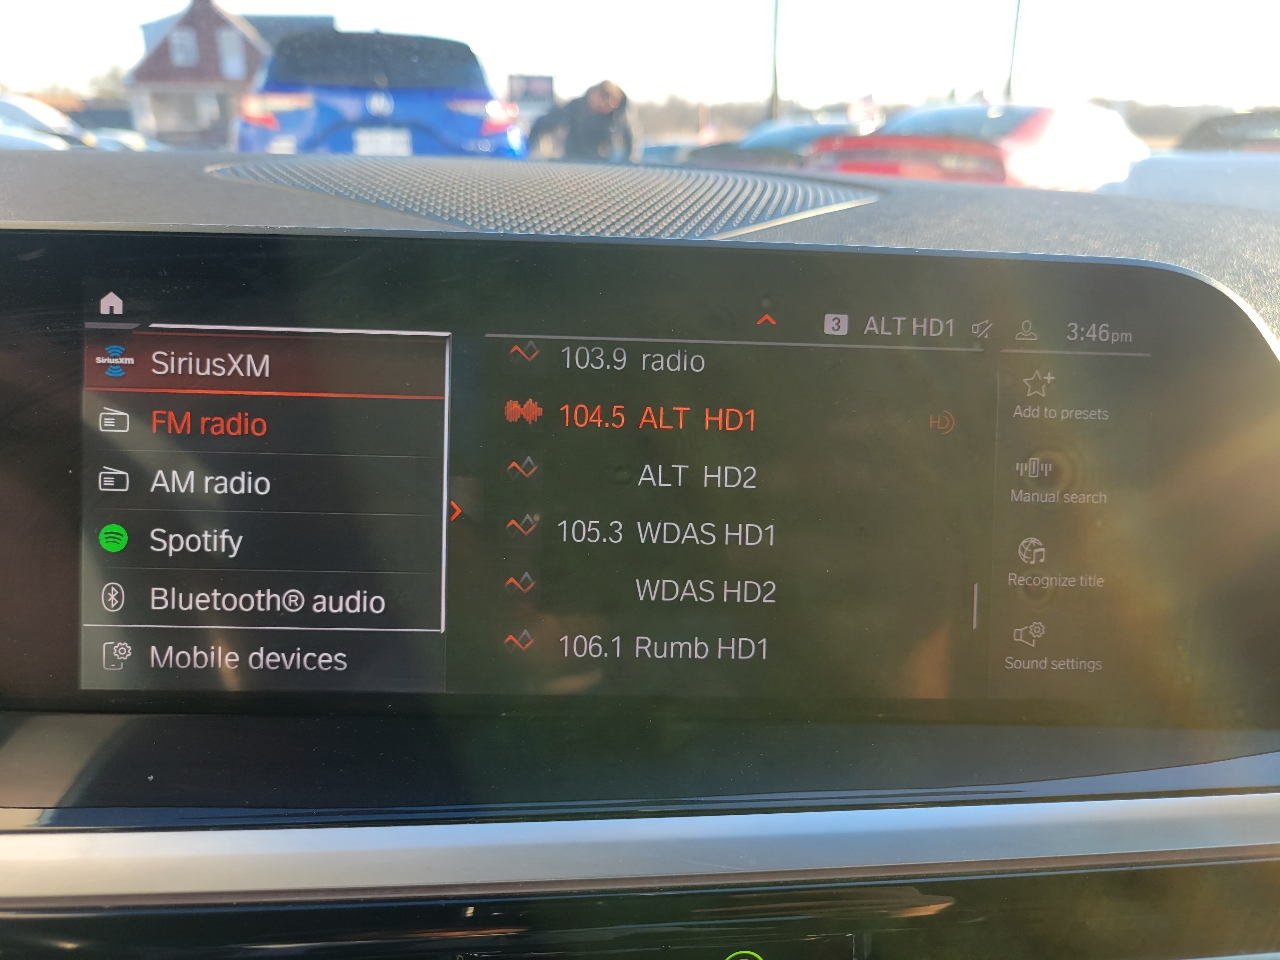 3 ALT HD1 3:46pm
SiriusXM SiriusXM
FM radio
AM radio
Spotify
Bluetooth® audio
Mobile devices
103.9 radio
104.5 ALT HD1 HD
ALT HD2
105.3 WDAS HD1
WDAS HD2
106.1 Rumb HD1
Add to presets
Manual search
Recognize title
Sound settings